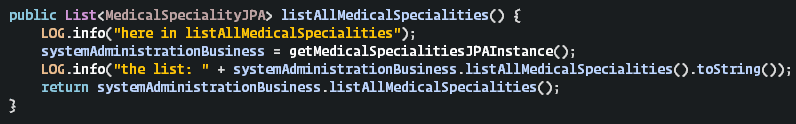 public List<MedicalSpecialityJPA> listAllMedicalSpecialities() {
LOG.info("here in listAllMedicalSpecialities");
systemAdministrationBusiness = getMedicalSpecialitiesJPAInstance();
LOG.info("the list: " + systemAdministrationBusiness.listAllMedicalSpecialities().toString());
return systemAdministrationBusiness.listAllMedicalSpecialities();
}